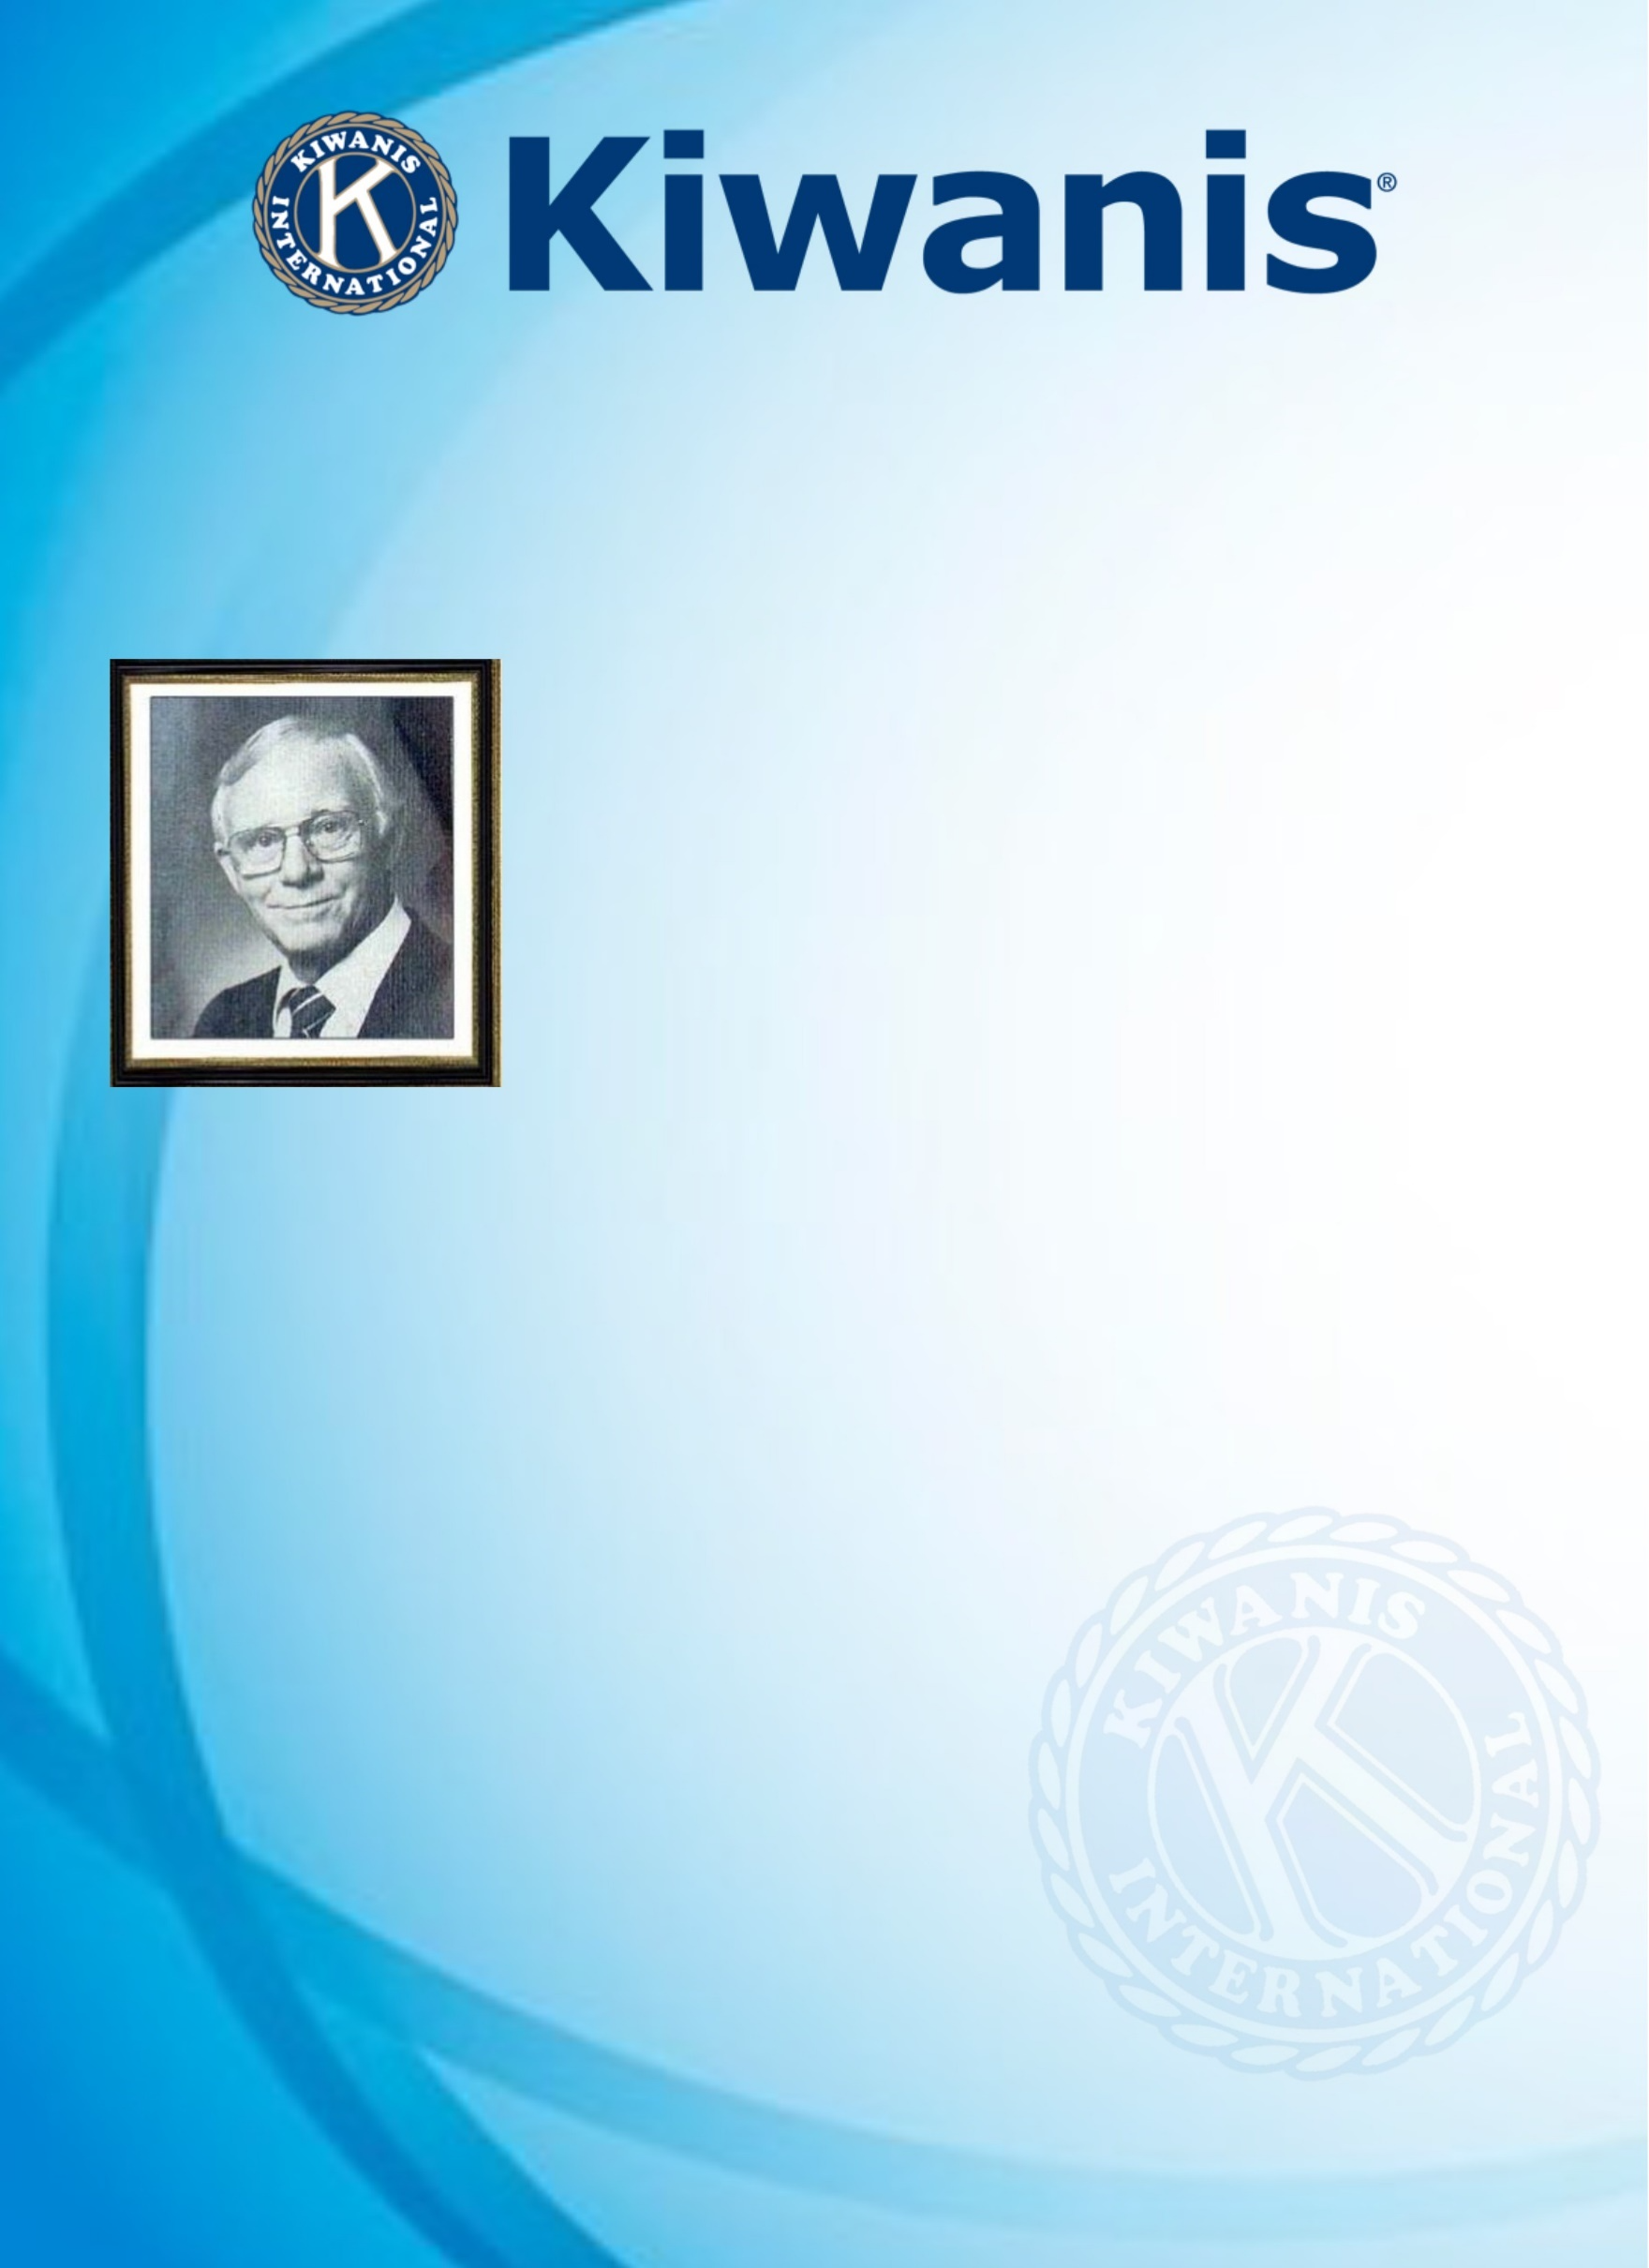 KIWANIS
INTERNATIONAL
K
Kiwanis®
KIWANIS
K
INTERNATIONAL